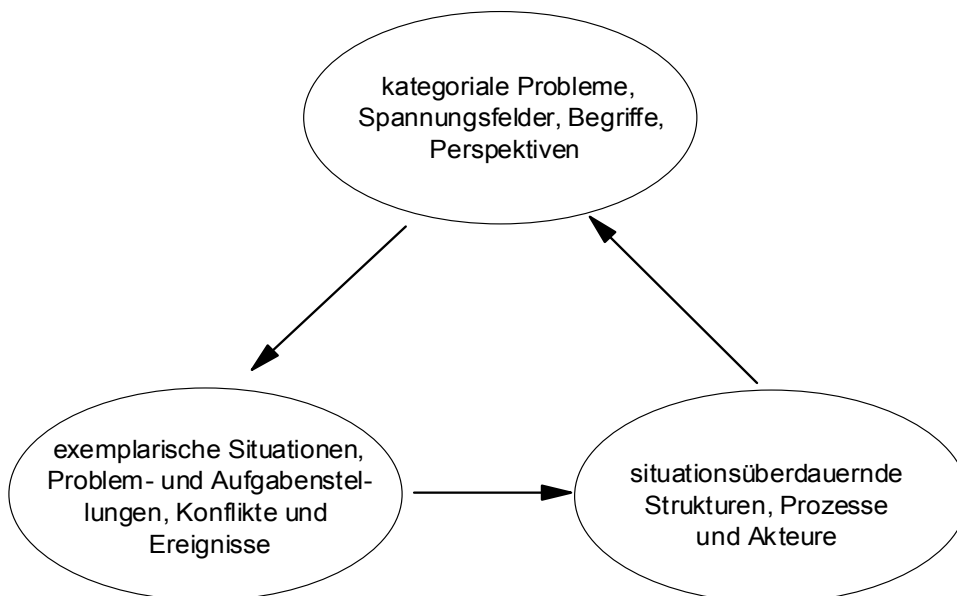 kategoriale Probleme,
Spannungsfelder, Begriffe,
Perspektiven
exemplarische Situationen,
Problem- und Aufgabenstel-
lungen, Konflikte und
Ereignisse
situationsüberdauernde
Strukturen, Prozesse
und Akteure